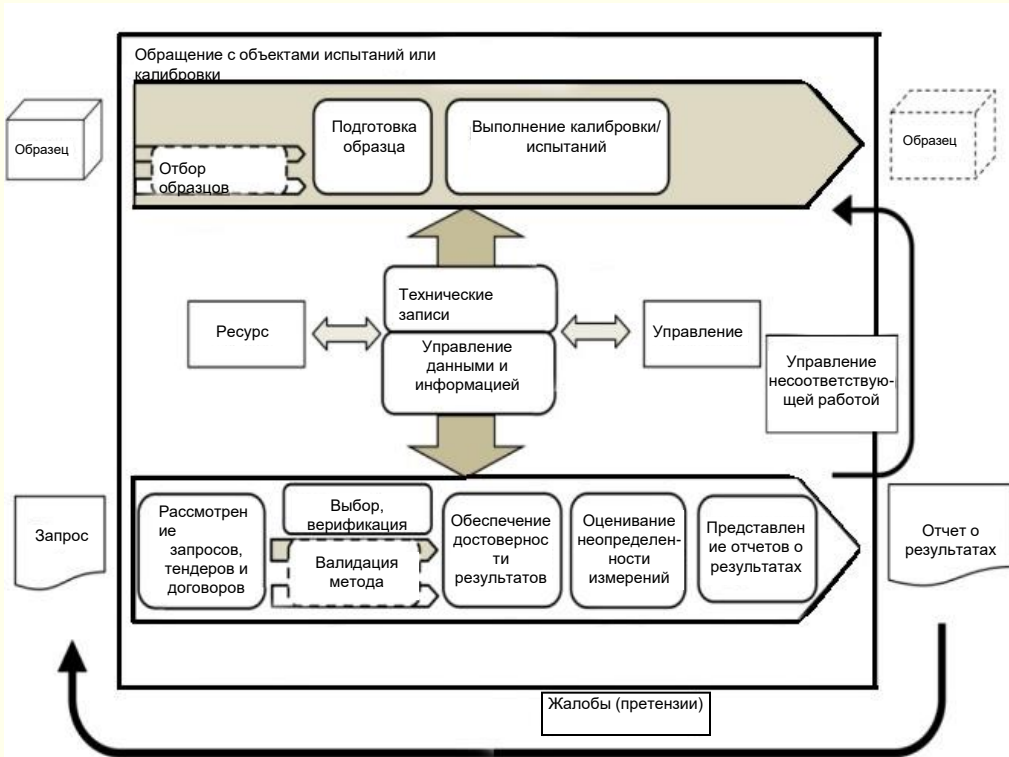 Обращение с объектами испытаний или
калибровки
Образец
Отбор
образцов
Подготовка
образца
Выполнение калибровки/
испытаний
Образец
Технические
записи
Ресурс
Управление
Управление
данными и
информацией
Управление
несоответствую-
щей работой
Запрос
Рассмотрен
ие
запросов,
тендеров и
договоров
Выбор,
верификация
Валидация
метода
Обеспечение
достовернос
ти
результатов
Оценивание
неопределен-
ности
измерений
Представлен
ие отчетов о
результатах
Отчет о
результатах
Жалобы (претензии)